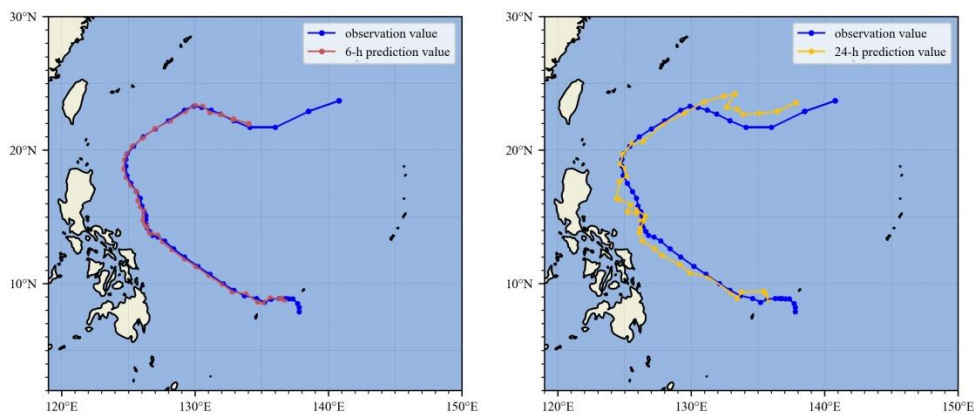 30°N
20°N
10°N
120°E
130°E
140°E
150°E
observation value
6-h prediction value
30°N
20°N
10°N
120°E
130°E
140°E
150°E
observation value
24-h prediction value